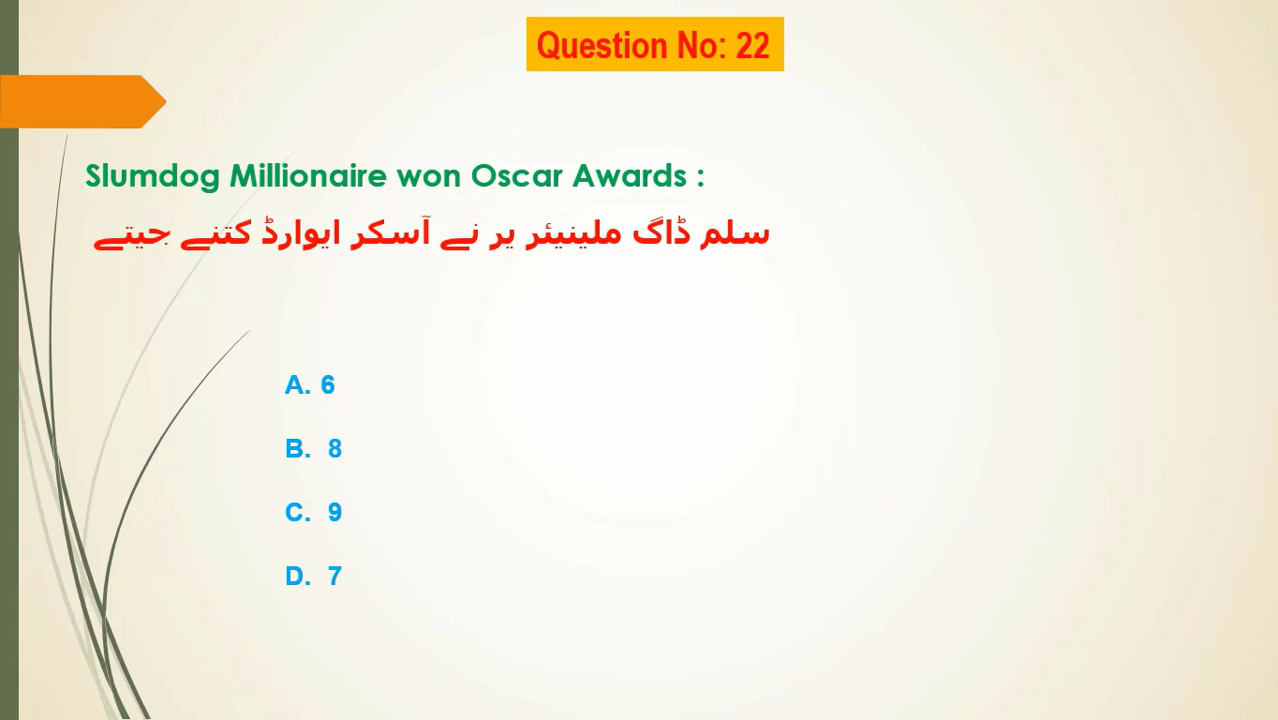 Question No: 22
Slumdog Millionaire won Oscar Awards :
سلم ڈاگ ملینیئر یر نے آسکر ایوارڈ کتنے جیتے
A. 6
B. 8
C. 9
D. 7